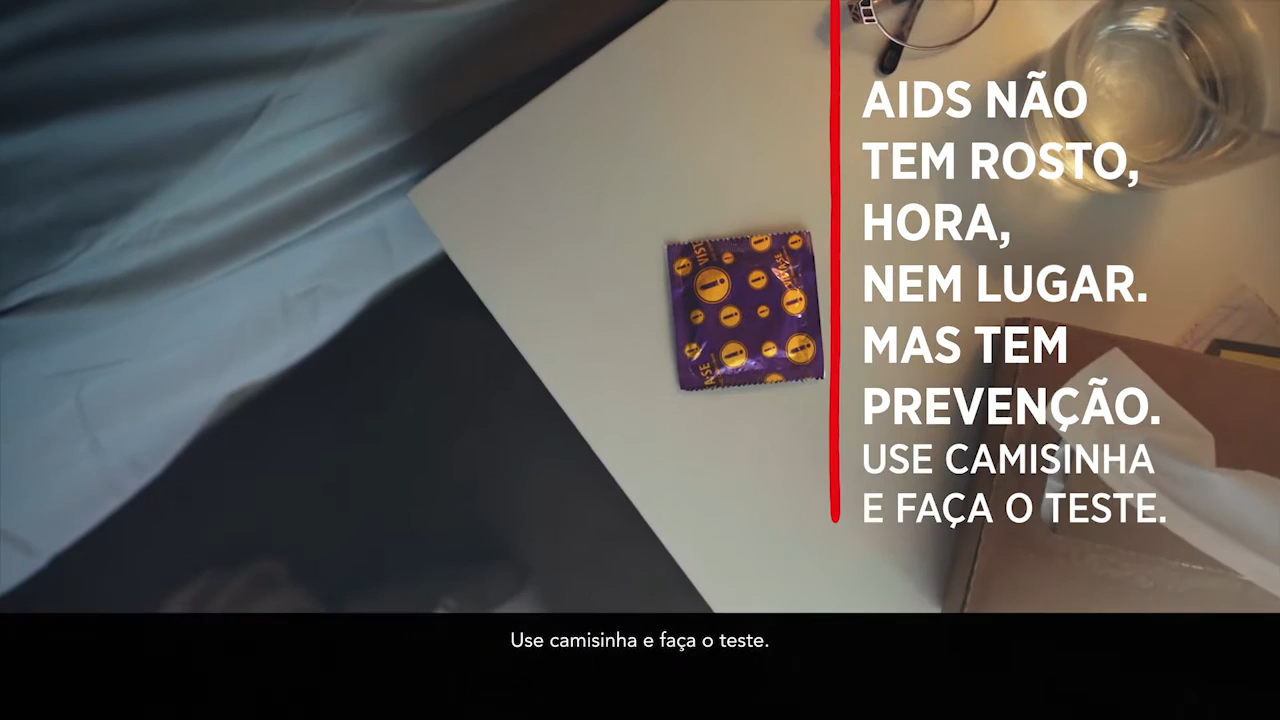 AIDS NÃO
TEM ROSTO,
HORA,
NEM LUGAR.
MAS TEM
PREVENÇÃO.
USE CAMISINHA
E FAÇA O TESTE.
Use camisinha e faça o teste.